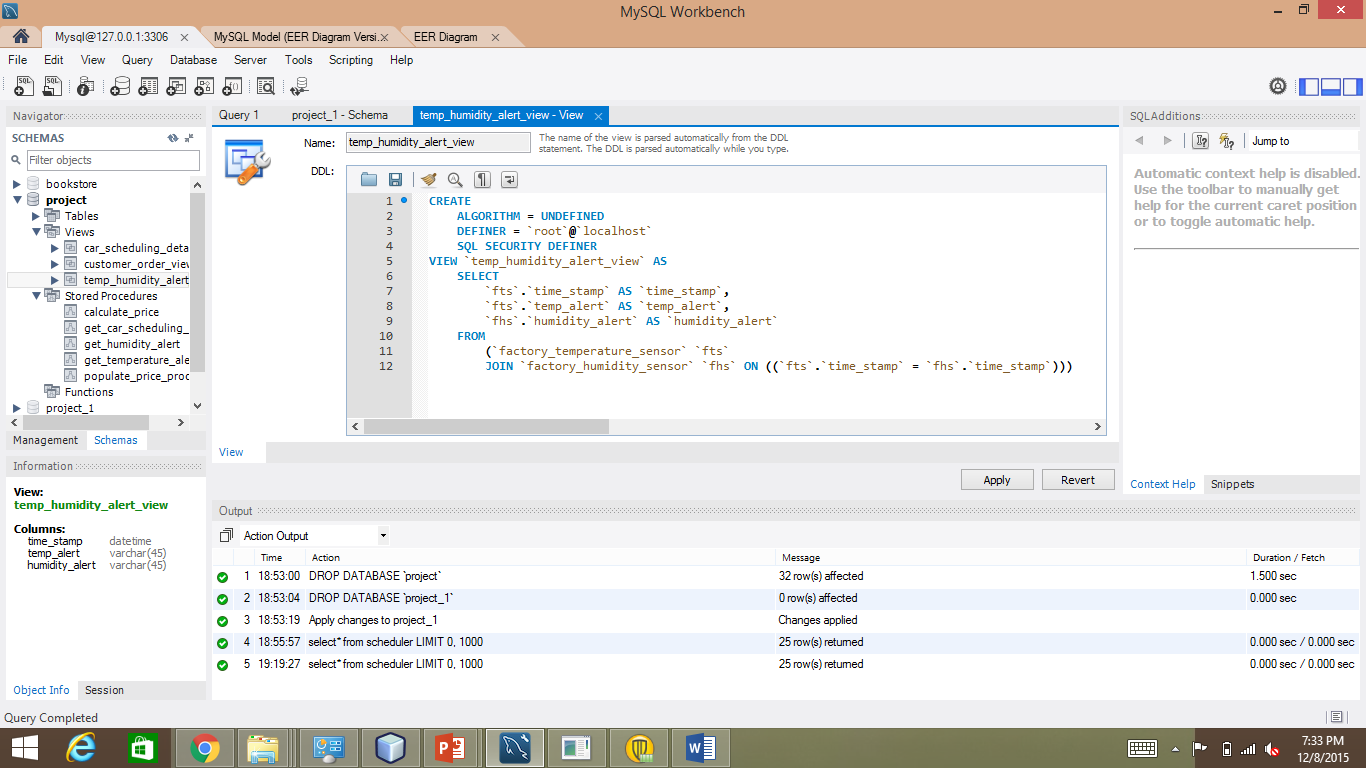 MySQL Workbench
Mysql@127.0.0.1:3306
MySQL Model (EER Diagram Versi.
EER Diagram
File Edit View Query Database Server Tools Scripting Help
Navigator
SCHEMAS
Filter objects
bookstore
project
Tables
Views
car_scheduling_deta
customer_order_viev
temp_humidity_alert
Stored Procedures
calculate_price
get_car_scheduling_
get_humidity_alert
get_temperature_ale
populate_price_proc
Functions
project_1
Management Schemas
Information
View:
temp_humidity_alert_view
Columns:
time_stamp datetime
temp_alert varchar(45)
humidity_alert varchar(45)
Object Info Session
Query Completed
Query 1 project_1 - Schema temp_humidity_alert_view - View
Name: temp_humidity_alert_view
The name of the view is parsed automatically from the DDL
statement. The DDL is parsed automatically while you type.
DDL:
1 CREATE
2 ALGORITHM = UNDEFINED
3 DEFINER = `root`@`localhost`
4 SQL SECURITY DEFINER
5 VIEW `temp_humidity_alert_view` AS
6 SELECT
7 `fts`.`time_stamp` AS `time_stamp`,
8 `fts`.`temp_alert` AS `temp_alert`,
9 `fhs`.`humidity_alert` AS `humidity_alert`
10 FROM
11 (`factory_temperature_sensor` `fts`
12 JOIN `factory_humidity_sensor` `fhs` ON ((`fts`.`time_stamp` = `fhs`.`time_stamp`)))
View
Apply Revert
SQLAdditions
Jump to
Automatic context help is disabled.
Use the toolbar to manually get
help for the current caret position
or to toggle automatic help.
Context Help Snippets
Output
Action Output
Time Action Message Duration / Fetch
1 18:53:00 DROP DATABASE `project` 32 row(s) affected 1.500 sec
2 18:53:04 DROP DATABASE `project_1` 0 row(s) affected 0.000 sec
3 18:53:19 Apply changes to project_1 Changes applied
4 18:55:57 select* from scheduler LIMIT 0, 1000 25 row(s) returned 0.000 sec / 0.000 sec
5 19:19:27 select* from scheduler LIMIT 0, 1000 25 row(s) returned 0.000 sec / 0.000 sec
7:33 PM
12/8/2015